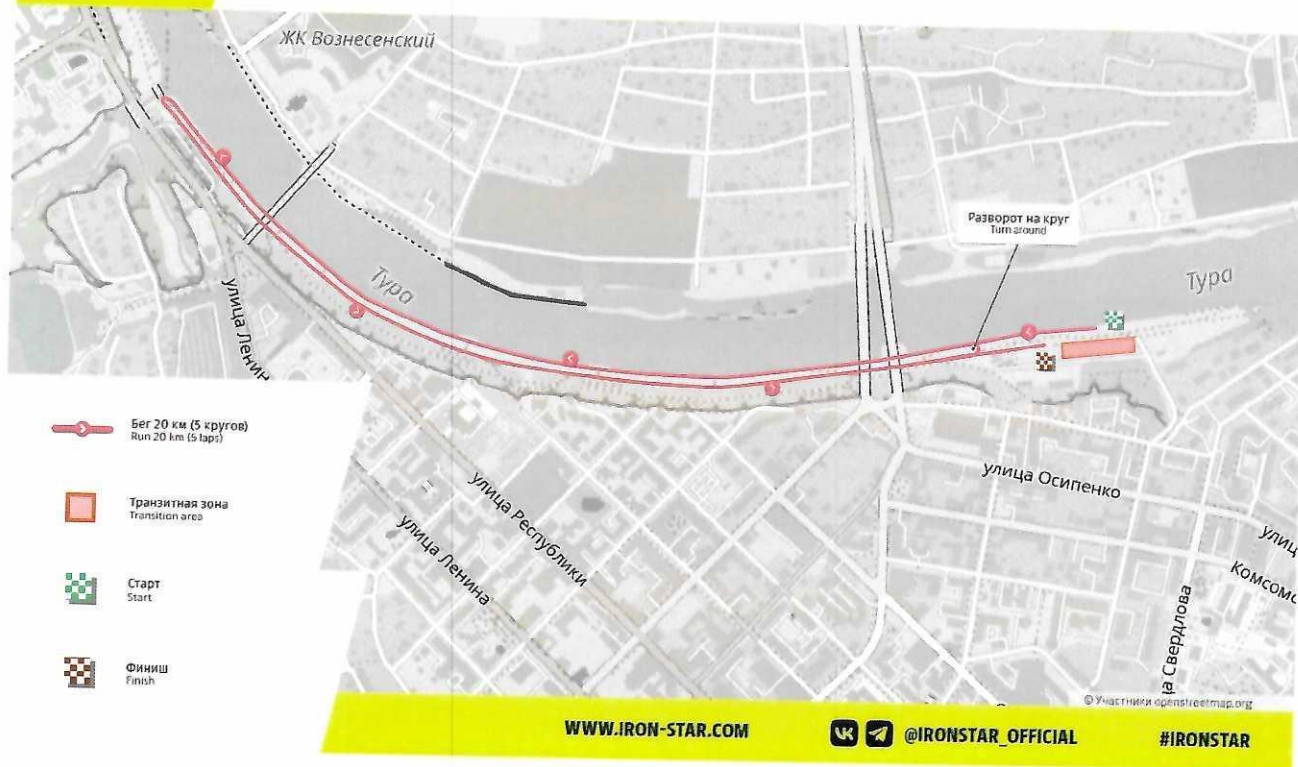 ЖК Вознесенский
Разворот на круг
Turn around
Тура
Тура
улица Ленин
Бег 20 км (5 кругов)
Run 20 km (5 laps)
улица Осипенко
улица Республики
Транзитная зона
Transition area
улица Ленина
улиц
Комсомо
Старт
Start
ца Свердлова
Финиш
Finish
© Участники openstreetmap.org
WWW.IRON-STAR.COM
@IRONSTAR_OFFICIAL
#IRONSTAR